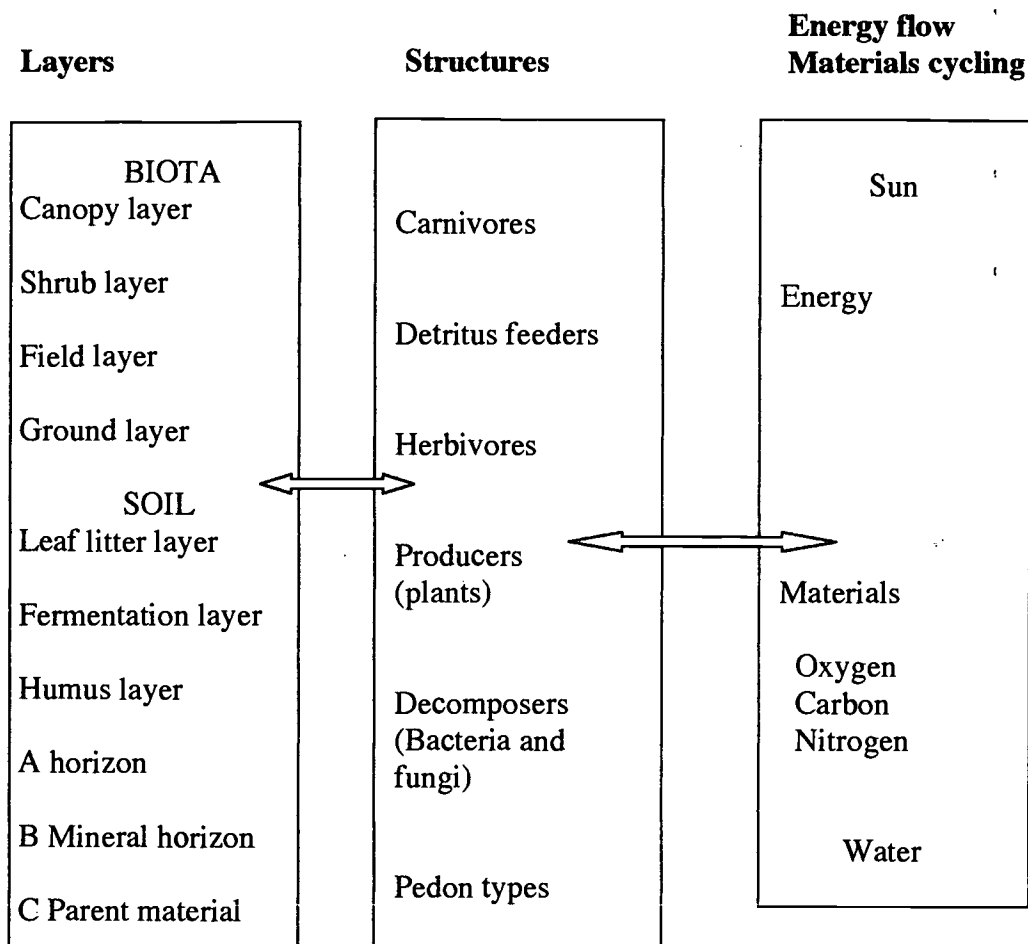 Layers
Structures
Energy flow
Materials cycling
BIOTA
Canopy layer
Shrub layer
Field layer
Ground layer
SOIL
Leaf litter layer
Fermentation layer
Humus layer
A horizon
B Mineral horizon
C Parent material
Carnivores
Detritus feeders
Herbivores
Producers
(plants)
Decomposers
(Bacteria and
fungi)
Pedon types
Sun
Energy
Materials
Oxygen
Carbon
Nitrogen
Water